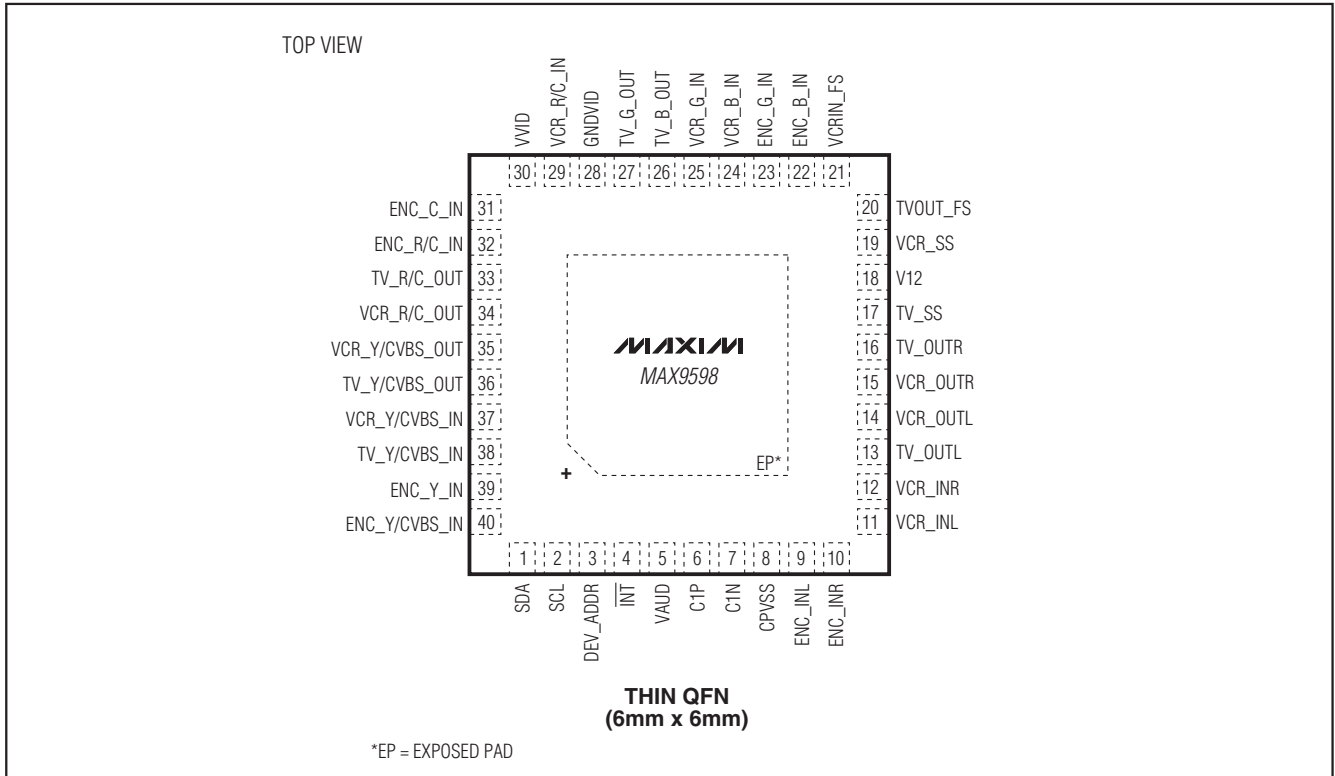 TOP VIEW
VVID
VCR_R/C_IN
GNDVID
TV_G_OUT
TV_B_OUT
VCR_G_IN
VCR_B_IN
ENC_G_IN
ENC_B_IN
VCRIN_FS
30 29 28 27 26 25 24 23 22 21
ENC_C_IN 31
ENC_R/C_IN 32
TV_R/C_OUT 33
VCR_R/C_OUT 34
VCR_Y/CVBS_OUT 35
TV_Y/CVBS_OUT 36
VCR_Y/CVBS_IN 37
TV_Y/CVBS_IN 38
ENC_Y_IN 39
ENC_Y/CVBS_IN 40
MAXIM
MAX9598
EP*
+
20 TVOUT_FS
19 VCR_SS
18 V12
17 TV_SS
16 TV_OUTR
15 VCR_OUTR
14 VCR_OUTL
13 TV_OUTL
12 VCR_INR
11 VCR_INL
1 2 3 4 5 6 7 8 9 10
SDA
SCL
DEV_ADDR
INT
VAUD
C1P
C1N
CPVSS
ENC_INL
ENC_INR
THIN QFN
(6mm x 6mm)
*EP = EXPOSED PAD